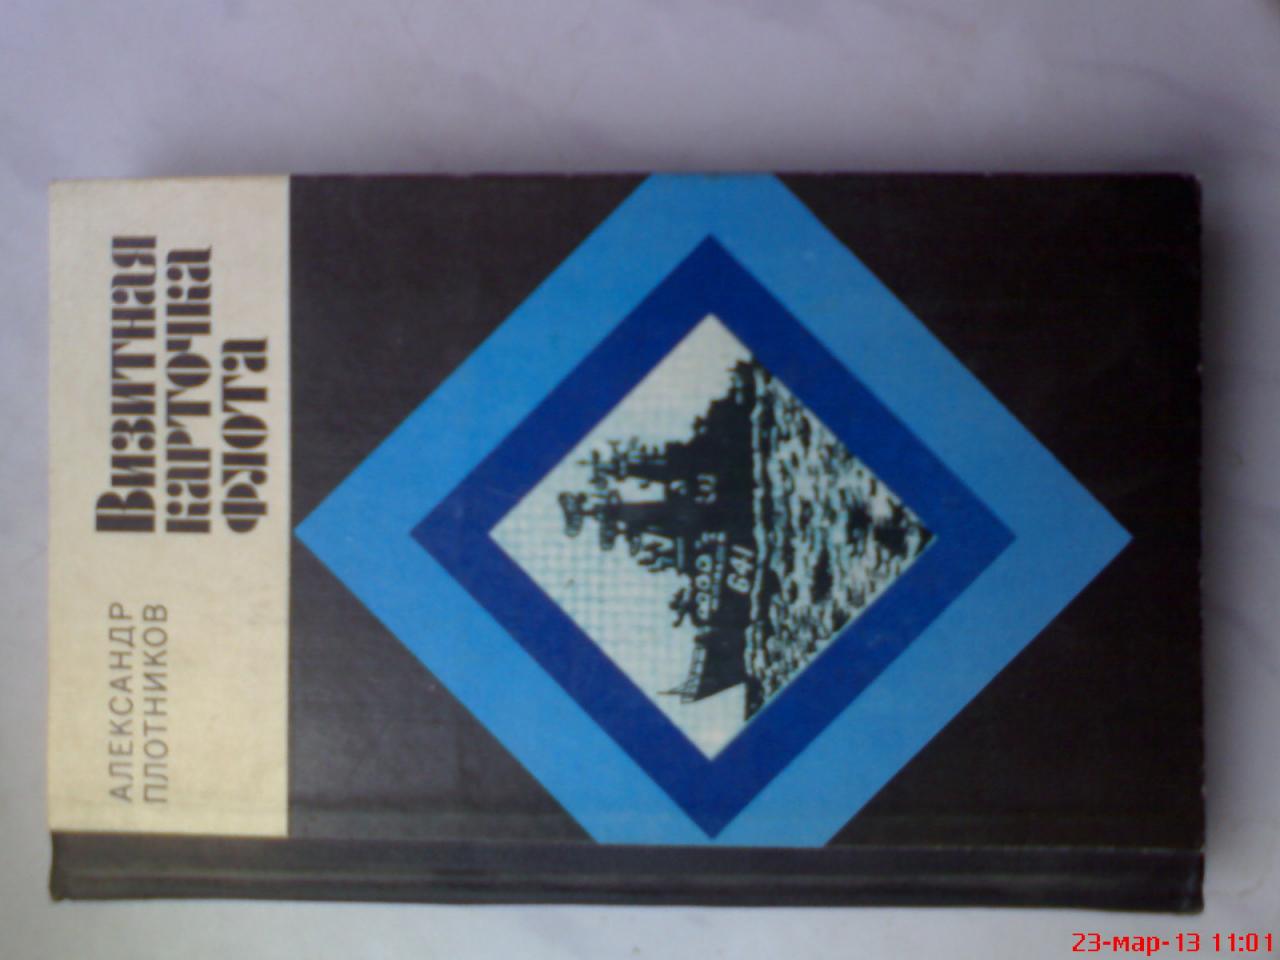 АЛЕКСАНДР
ПЛОТНИКОВ
Визитная
карточка
флота
641
23-мар-13 11:01